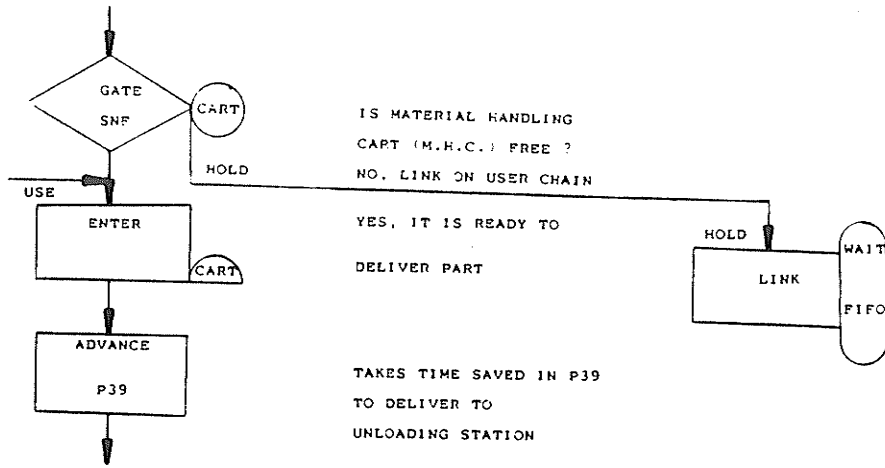 GATE
SNF
CART
IS MATERIAL HANDLING
CART (M.H.C.) FREE ?
NO, LINK ON USER CHAIN
HOLD
USE
ENTER
CART
YES, IT IS READY TO
DELIVER PART
HOLD
LINK
WAIT
FIFO
ADVANCE
P39
TAKES TIME SAVED IN P39
TO DELIVER TO
UNLOADING STATION